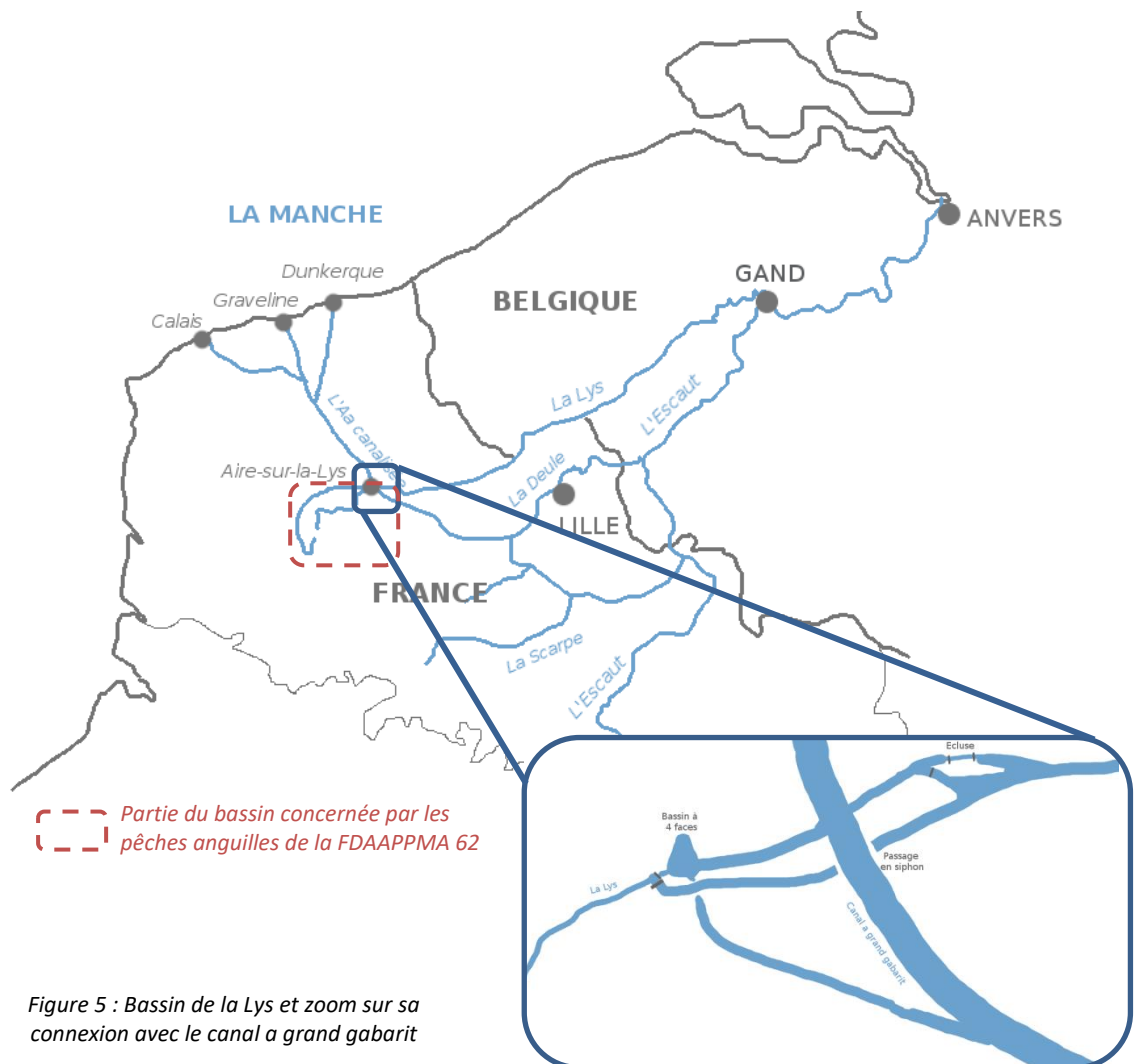 LA MANCHE
ANVERS
Dunkerque
GAND
Graveline
BELGIQUE
Calais
La Lys
L'Escaut
L'Aa canalisée
Aire-sur-la-Lys
La Deule
LILLE
FRANCE
La Scarpe
L'Escaut
Partie du bassin concernée par les
pêches anguilles de la FDAAPPMA 62
Ecluse
Bassin à
4 faces
Passage
en siphon
La Lys
Canal a grand gabarit
Figure 5 : Bassin de la Lys et zoom sur sa
connexion avec le canal a grand gabarit